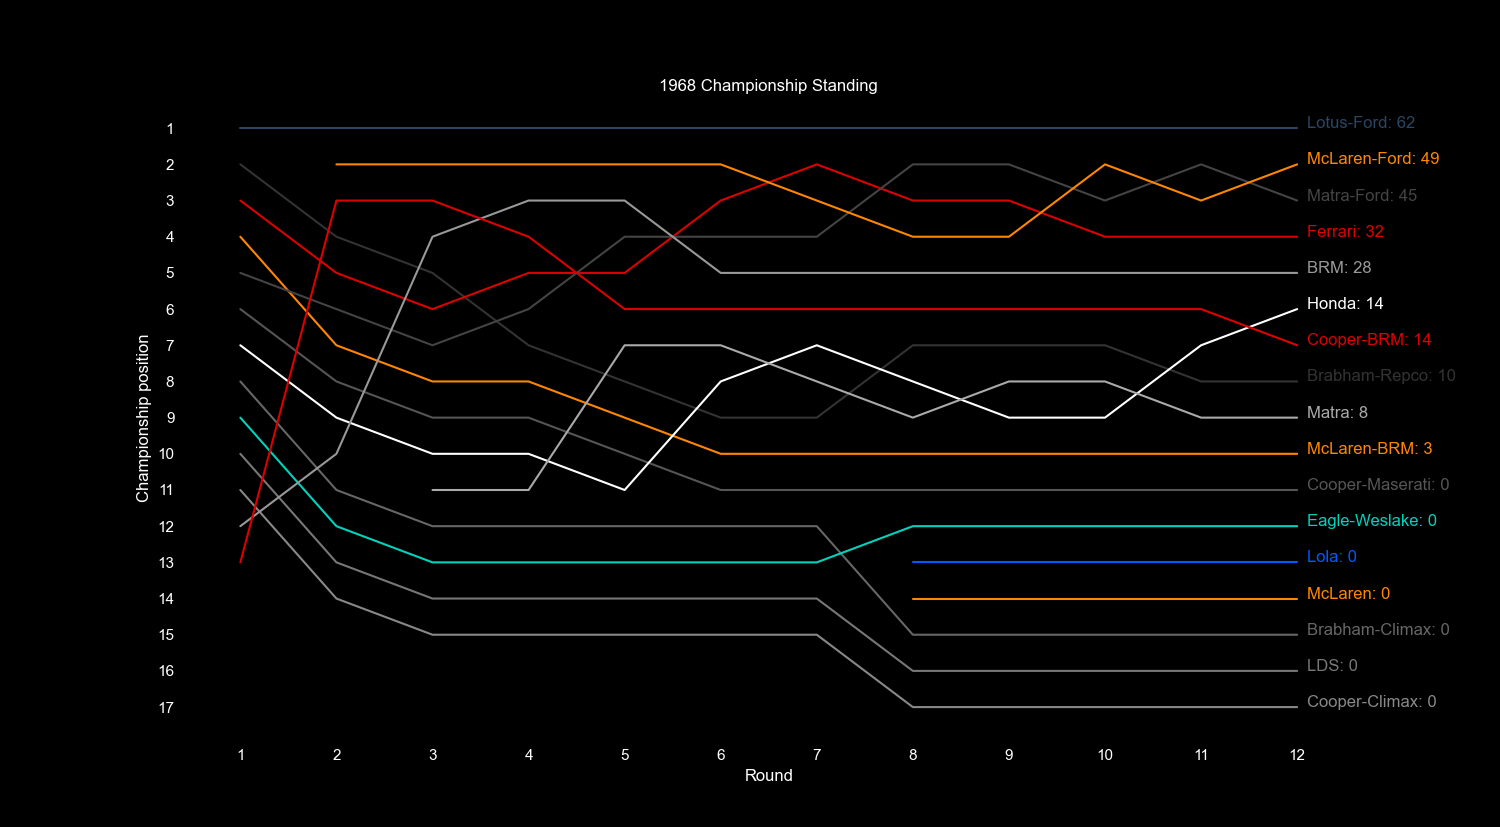 1968 Championship Standing
Championship position
1
2
3
4
5
6
7
8
9
10
11
12
13
14
15
16
17
Lotus-Ford: 62
McLaren-Ford: 49
Matra-Ford: 45
Ferrari: 32
BRM: 28
Honda: 14
Cooper-BRM: 14
Brabham-Repco: 10
Matra: 8
McLaren-BRM: 3
Cooper-Maserati: 0
Eagle-Weslake: 0
Lola: 0
McLaren: 0
Brabham-Climax: 0
LDS: 0
Cooper-Climax: 0
1 2 3 4 5 6 7 8 9 10 11 12
Round